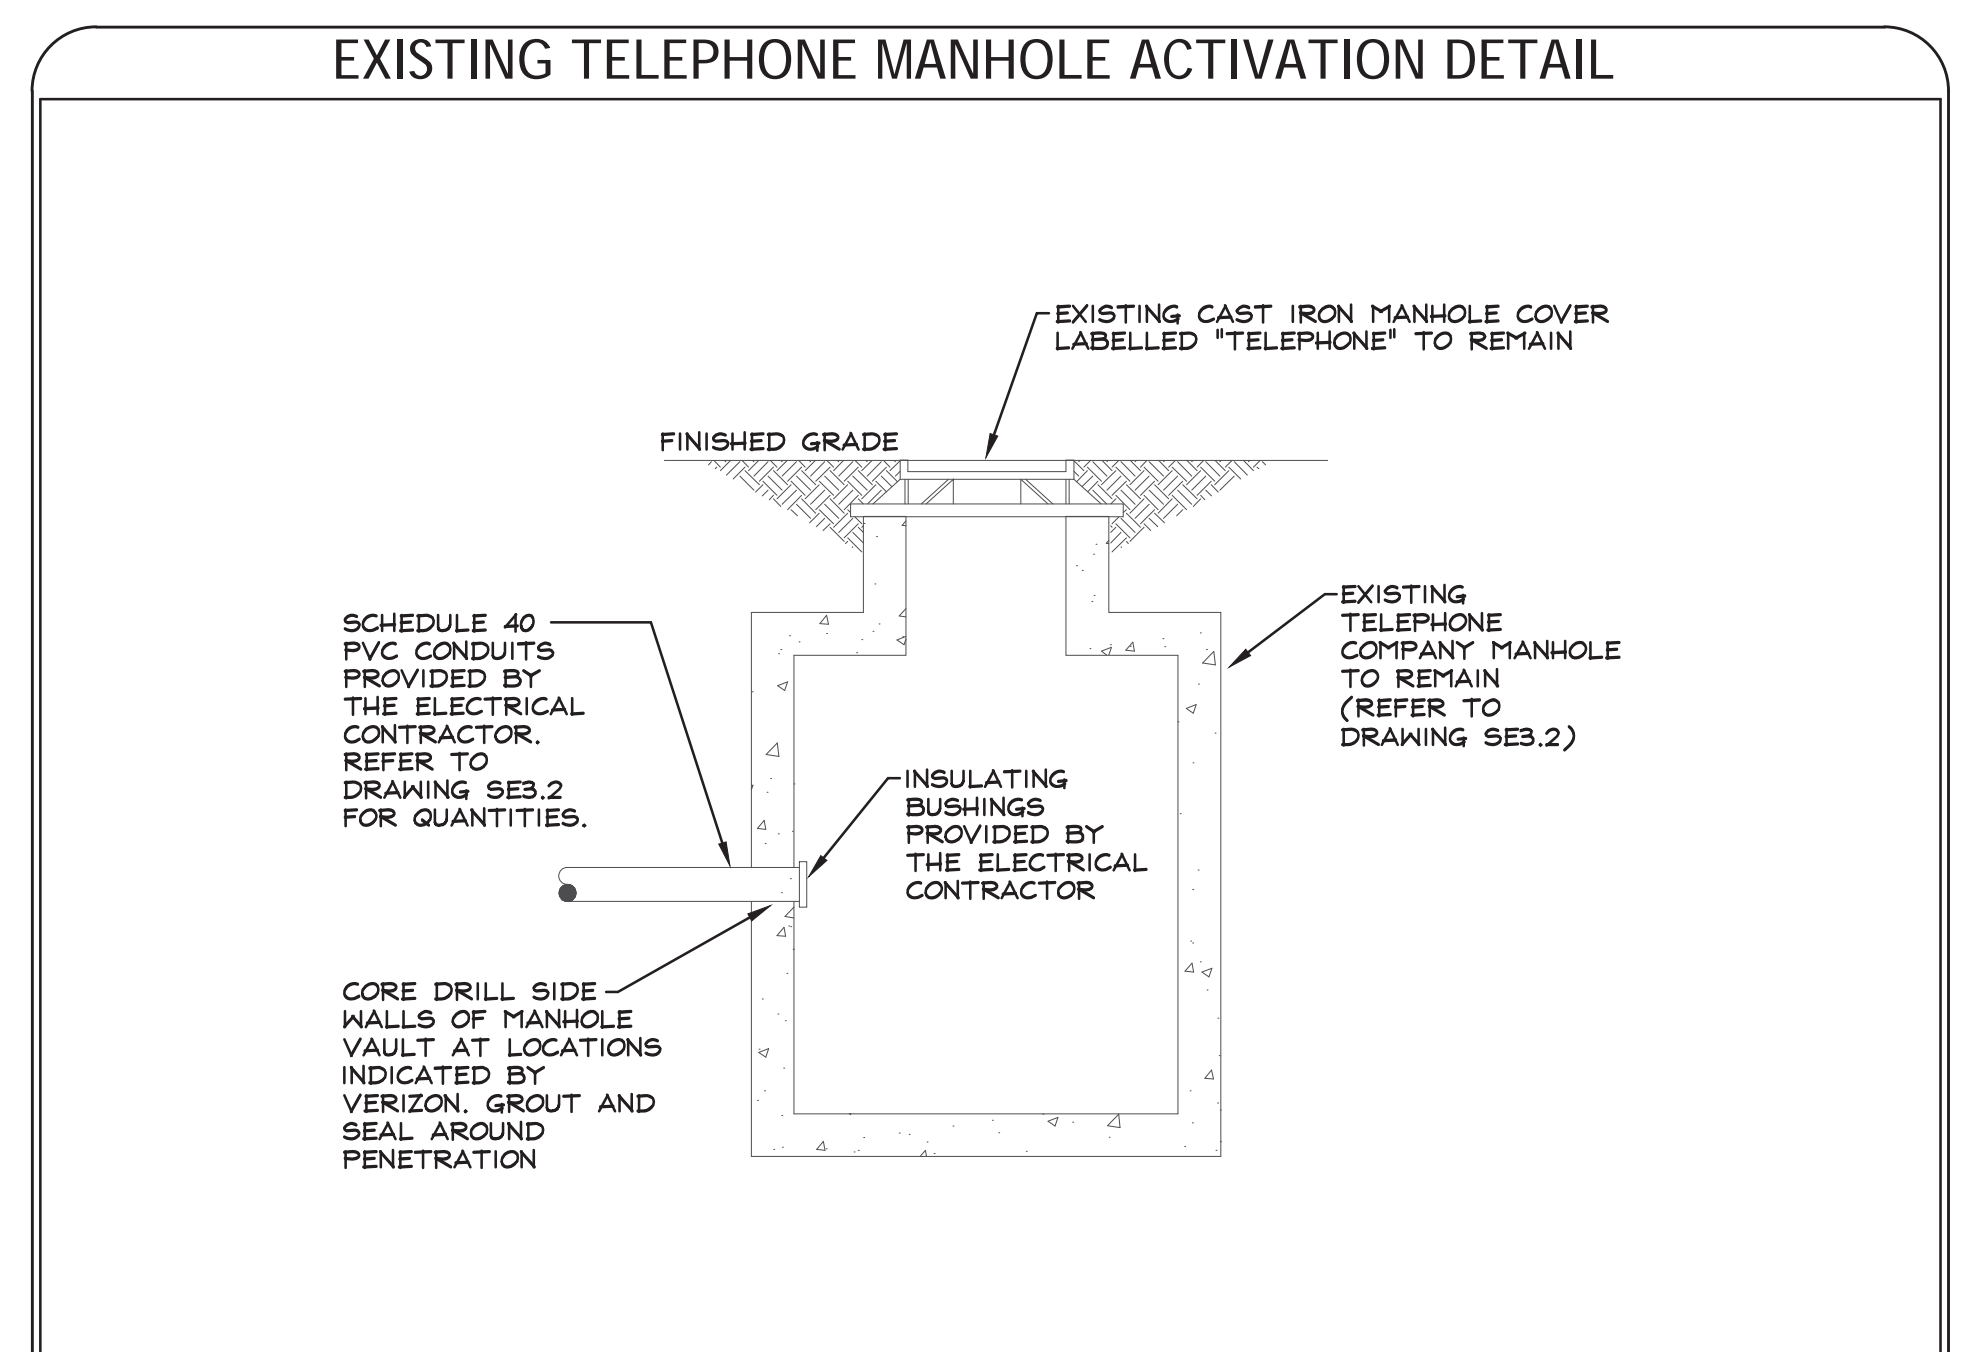 EXISTING TELEPHONE MANHOLE ACTIVATION DETAIL
EXISTING CAST IRON MANHOLE COVER
LABELLED "TELEPHONE" TO REMAIN
FINISHED GRADE
SCHEDULE 40
PVC CONDUITS
PROVIDED BY
THE ELECTRICAL
CONTRACTOR.
REFER TO
DRAWING SE3.2
FOR QUANTITIES.
EXISTING
TELEPHONE
COMPANY MANHOLE
TO REMAIN
(REFER TO
DRAWING SE3.2)
INSULATING
BUSHINGS
PROVIDED BY
THE ELECTRICAL
CONTRACTOR
CORE DRILL SIDE
WALLS OF MANHOLE
VAULT AT LOCATIONS
INDICATED BY
VERIZON. GROUT AND
SEAL AROUND
PENETRATION